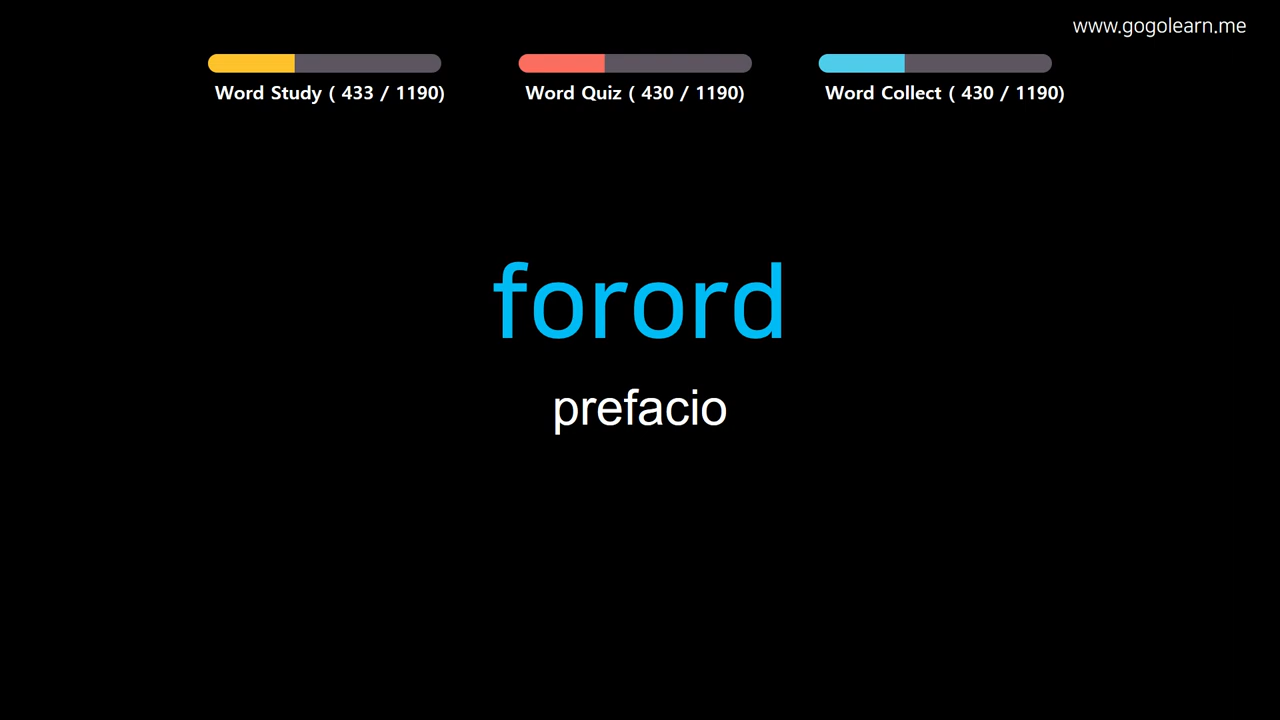 www.gogolearn.me
Word Study ( 433 / 1190)
Word Quiz ( 430 / 1190)
Word Collect ( 430 / 1190)
forord
prefacio